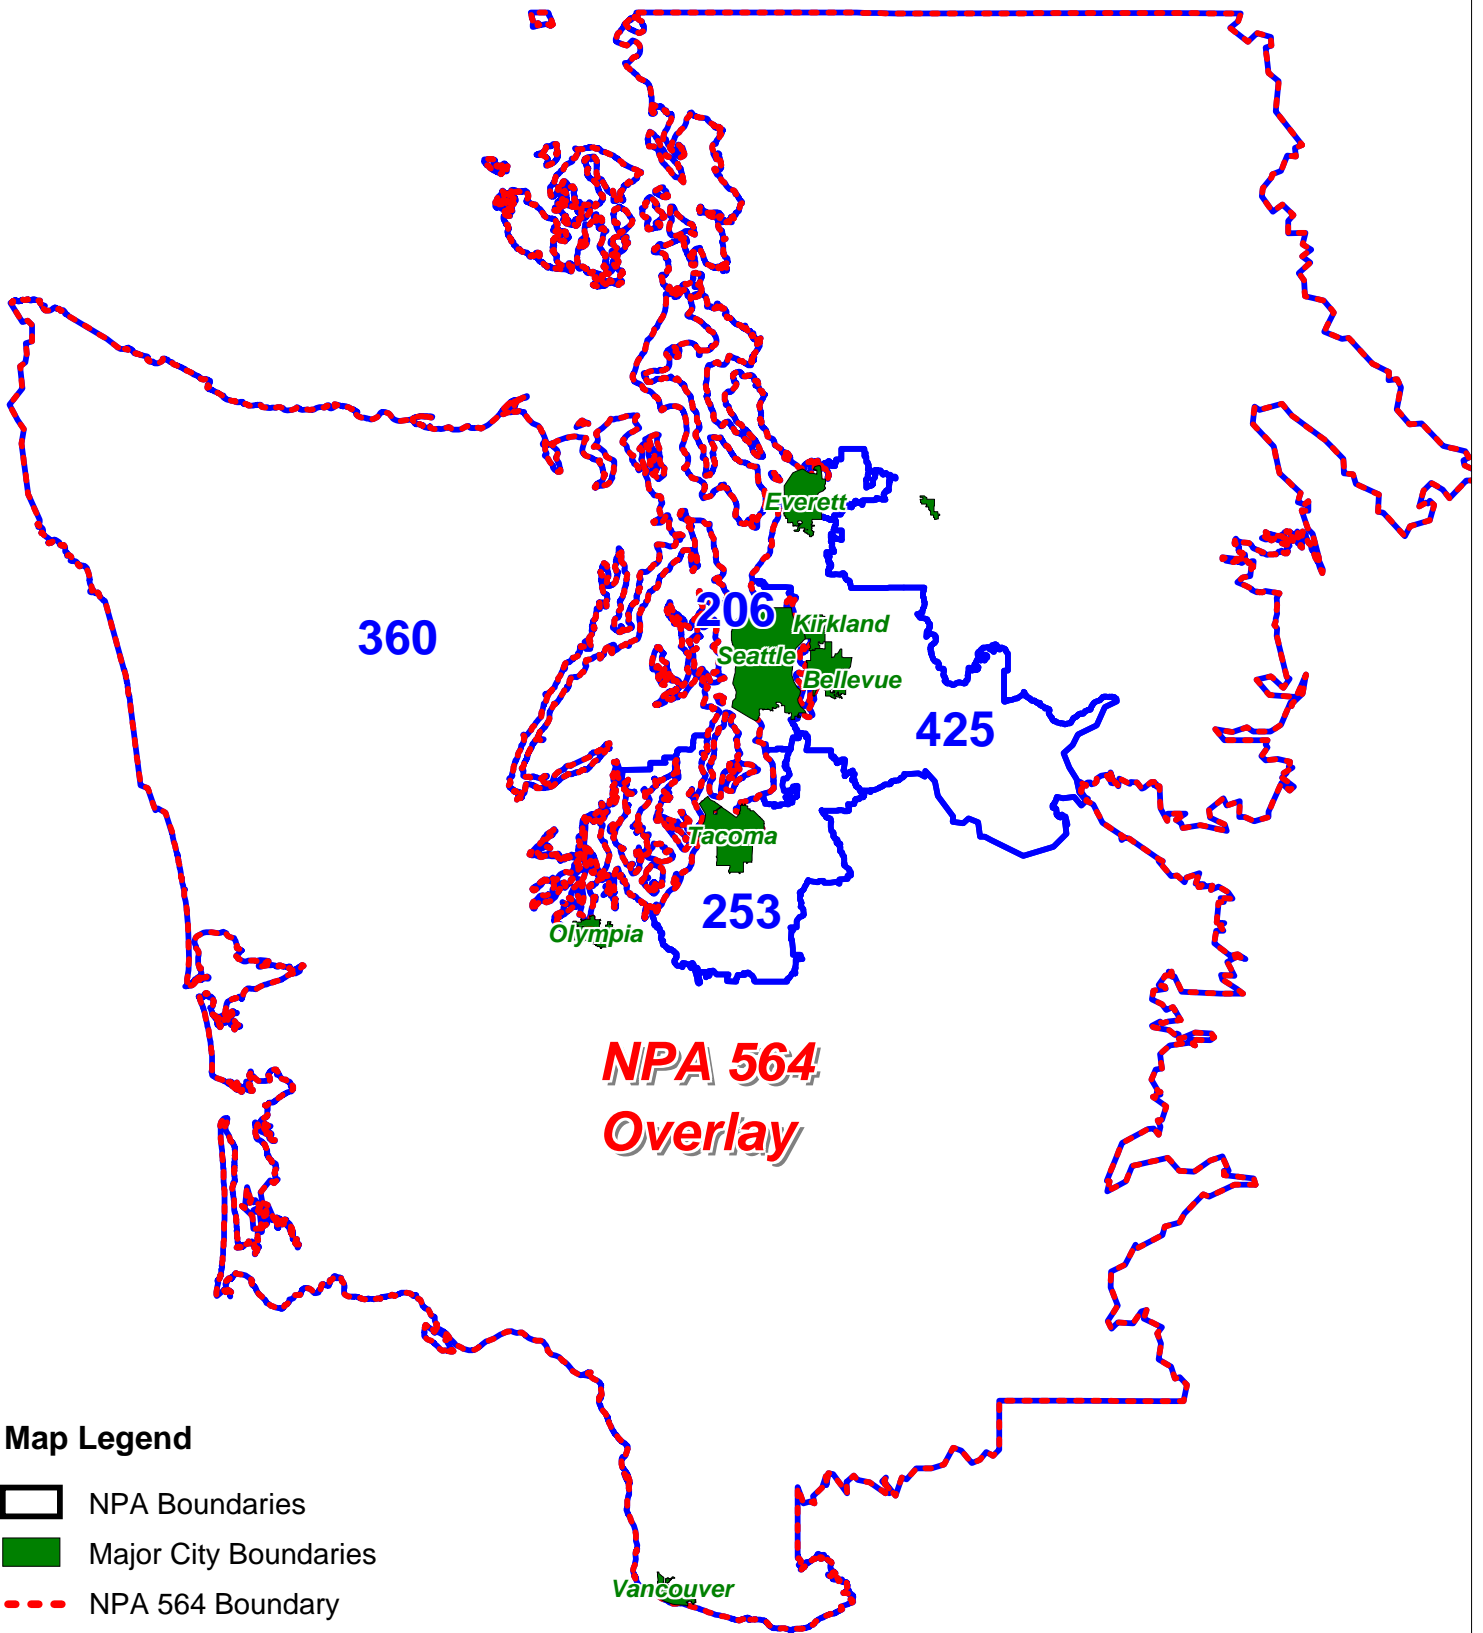 Everett
206
Kirkland
360
Seattle
Bellevue
425
Tacoma
253
Olympia
NPA 564
Overlay
Map Legend
NPA Boundaries
Major City Boundaries
NPA 564 Boundary
Vancouver